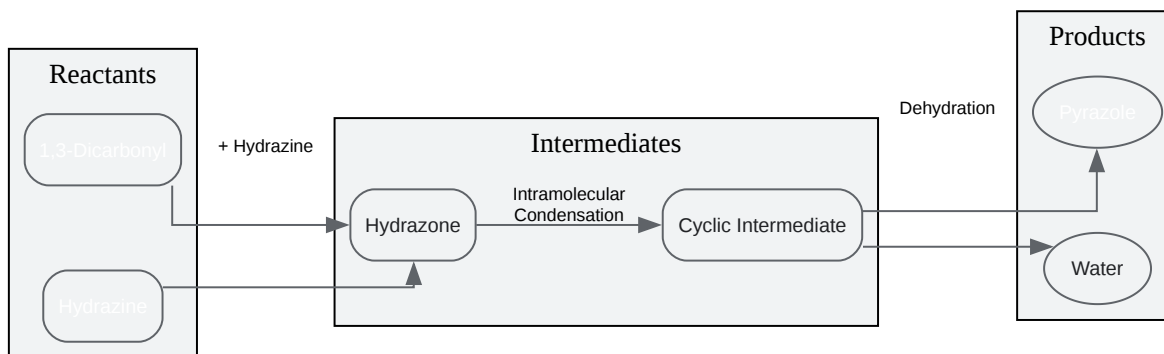 Reactants
1,3-Dicarbonyl
Hydrazine
+ Hydrazine
Intermediates
Hydrazone
Intramolecular
Condensation
Cyclic Intermediate
Dehydration
Products
Pyrazole
Water